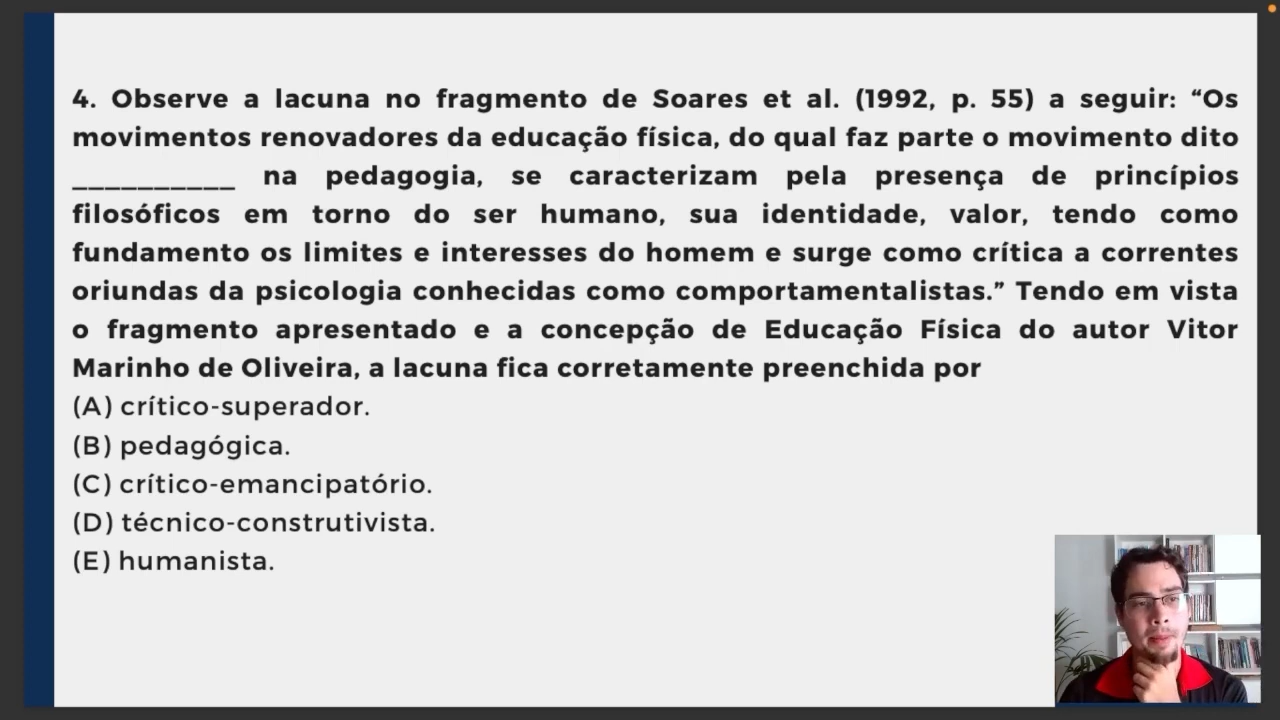 4. Observe a lacuna no fragmento de Soares et al. (1992, p. 55) a seguir: “Os
movimentos renovadores da educação física, do qual faz parte o movimento dito
__________ na pedagogia, se caracterizam pela presença de princípios
filosóficos em torno do ser humano, sua identidade, valor, tendo como
fundamento os limites e interesses do homem e surge como crítica a correntes
oriundas da psicologia conhecidas como comportamentalistas.” Tendo em vista
o fragmento apresentado e a concepção de Educação Física do autor Vitor
Marinho de Oliveira, a lacuna fica corretamente preenchida por
(A) crítico-superador.
(B) pedagógica.
(C) crítico-emancipatório.
(D) técnico-construtivista.
(E) humanista.